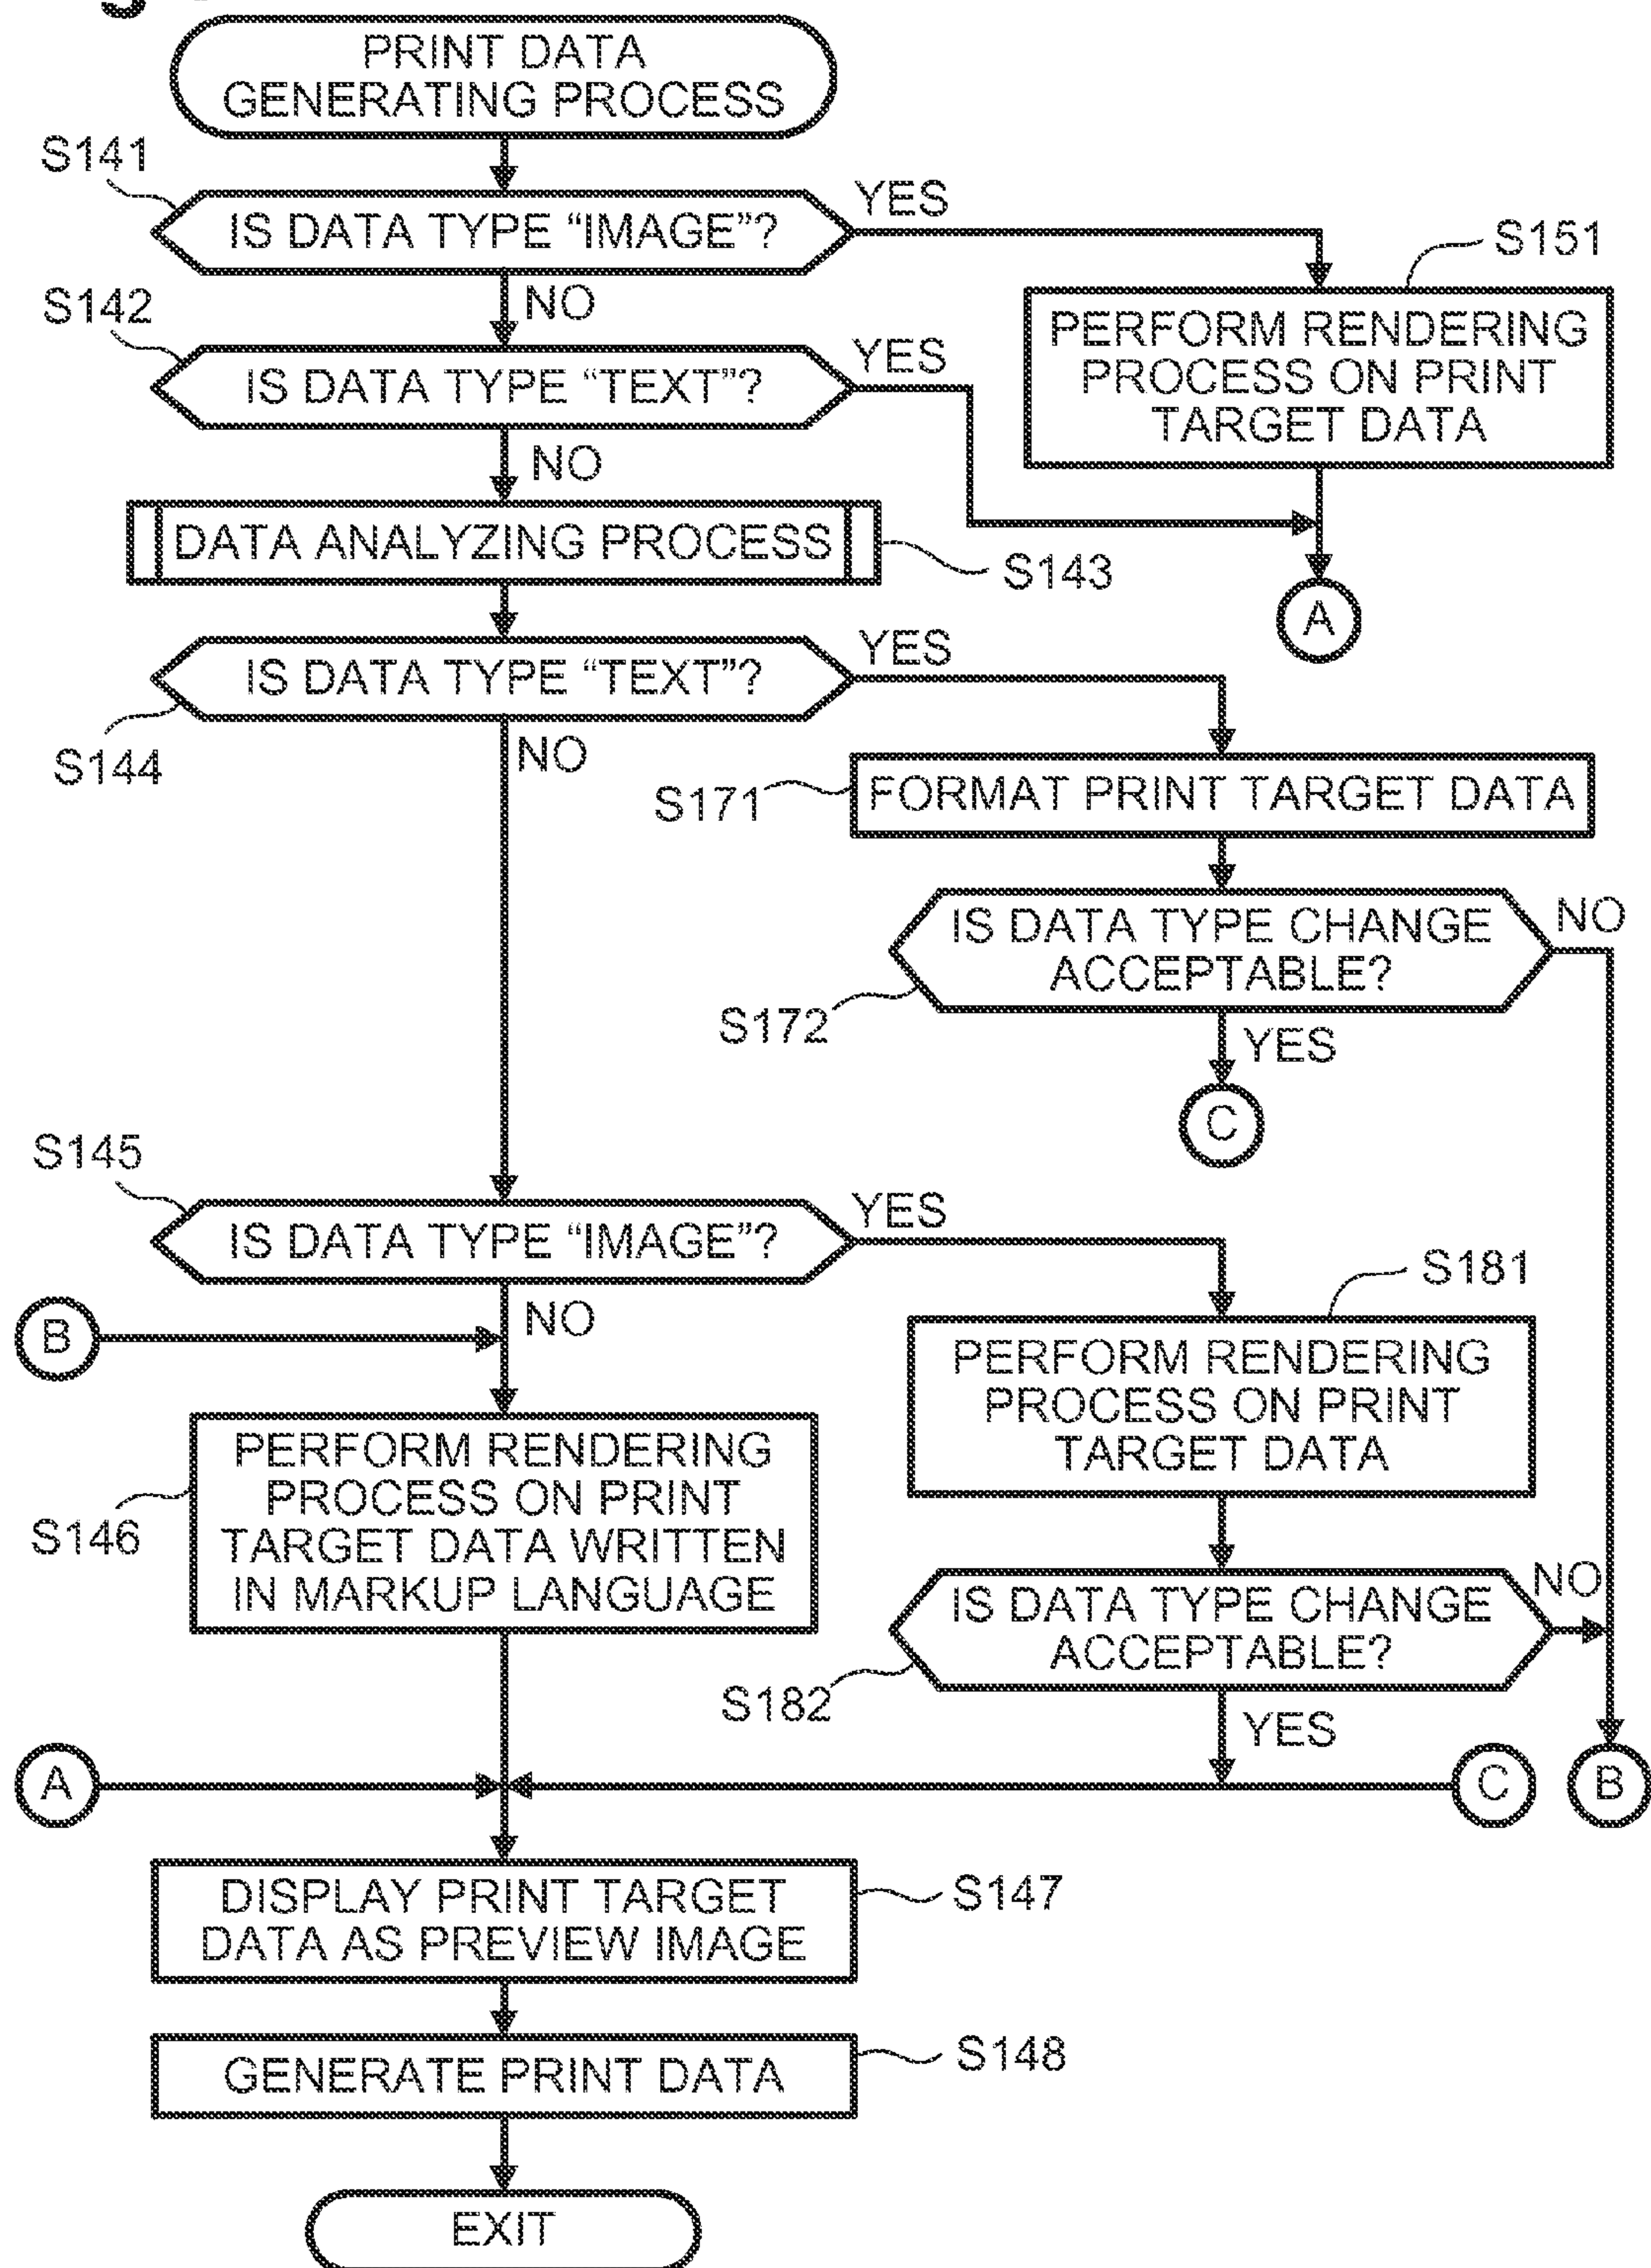 PRINT DATA
GENERATING PROCESS
S141
IS DATA TYPE “IMAGE”?
YES
S151
NO
PERFORM RENDERING
PROCESS ON PRINT
TARGET DATA
S142
IS DATA TYPE “TEXT”?
YES
NO
DATA ANALYZING PROCESS
S143
A
IS DATA TYPE “TEXT”?
YES
S144
NO
S171
FORMAT PRINT TARGET DATA
IS DATA TYPE CHANGE
ACCEPTABLE?
NO
S172
YES
C
S145
IS DATA TYPE “IMAGE”?
YES
S181
NO
B
PERFORM RENDERING
PROCESS ON PRINT
TARGET DATA
PERFORM RENDERING
PROCESS ON PRINT
TARGET DATA WRITTEN
IN MARKUP LANGUAGE
S146
IS DATA TYPE CHANGE
ACCEPTABLE?
NO
S182
YES
A
C
B
DISPLAY PRINT TARGET
DATA AS PREVIEW IMAGE
S147
GENERATE PRINT DATA
S148
EXIT